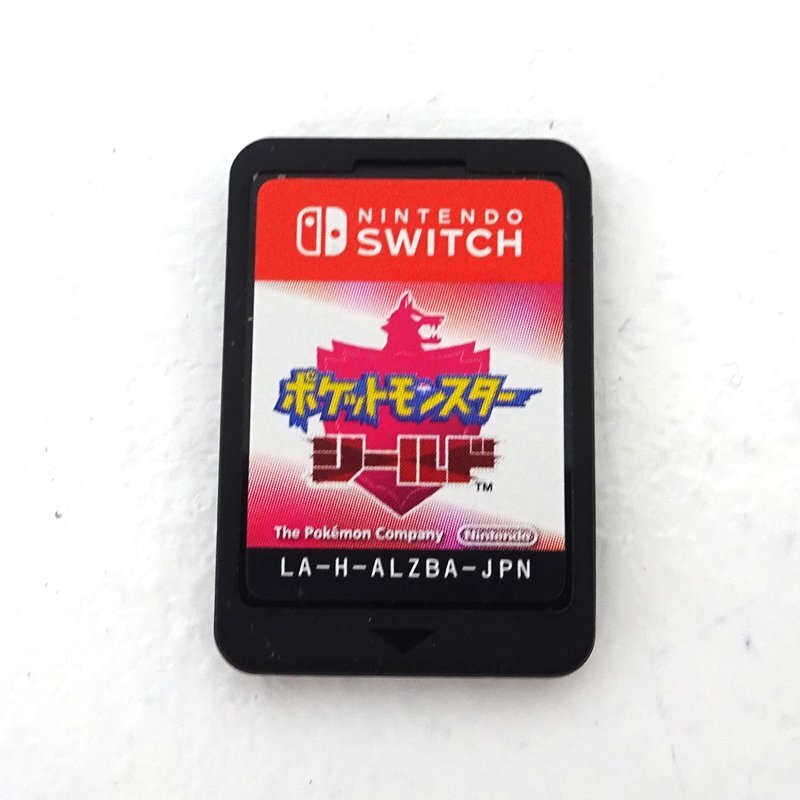 NINTENDO
SWITCH
ポケットモンスター
シールド
TM
The Pokémon Company Nintendo
LA-H-ALZBA-JPN